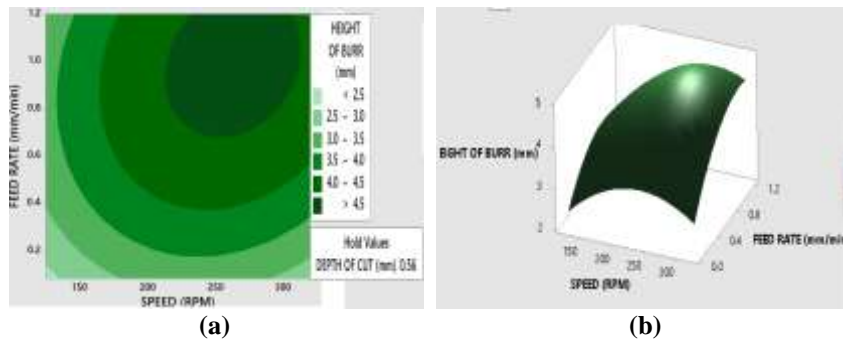 1.2
1.0
0.8
0.6
0.4
0.2
FEED RATE (mm/min)
150
200
250
300
SPEED (RPM)
HEIGHT
OF BURR
(mm)
< 2.5
2.5 – 3.0
3.0 – 3.5
3.5 – 4.0
4.0 – 4.5
> 4.5
Hold Values
DEPTH OF CUT (mm) 0.56
(a)
5
4
EIGHT OF BURR (mm)
3
2
150
200
250
300
SPEED (RPM)
0.0
0.4
0.8
1.2
FEED RATE (mm/min
(b)